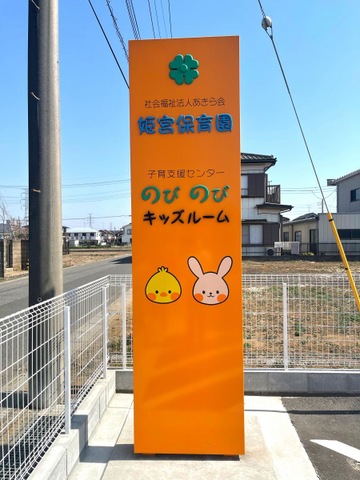 社会福祉法人あきら会
姫宮保育園
子育支援センター
のび のび
キッズルーム